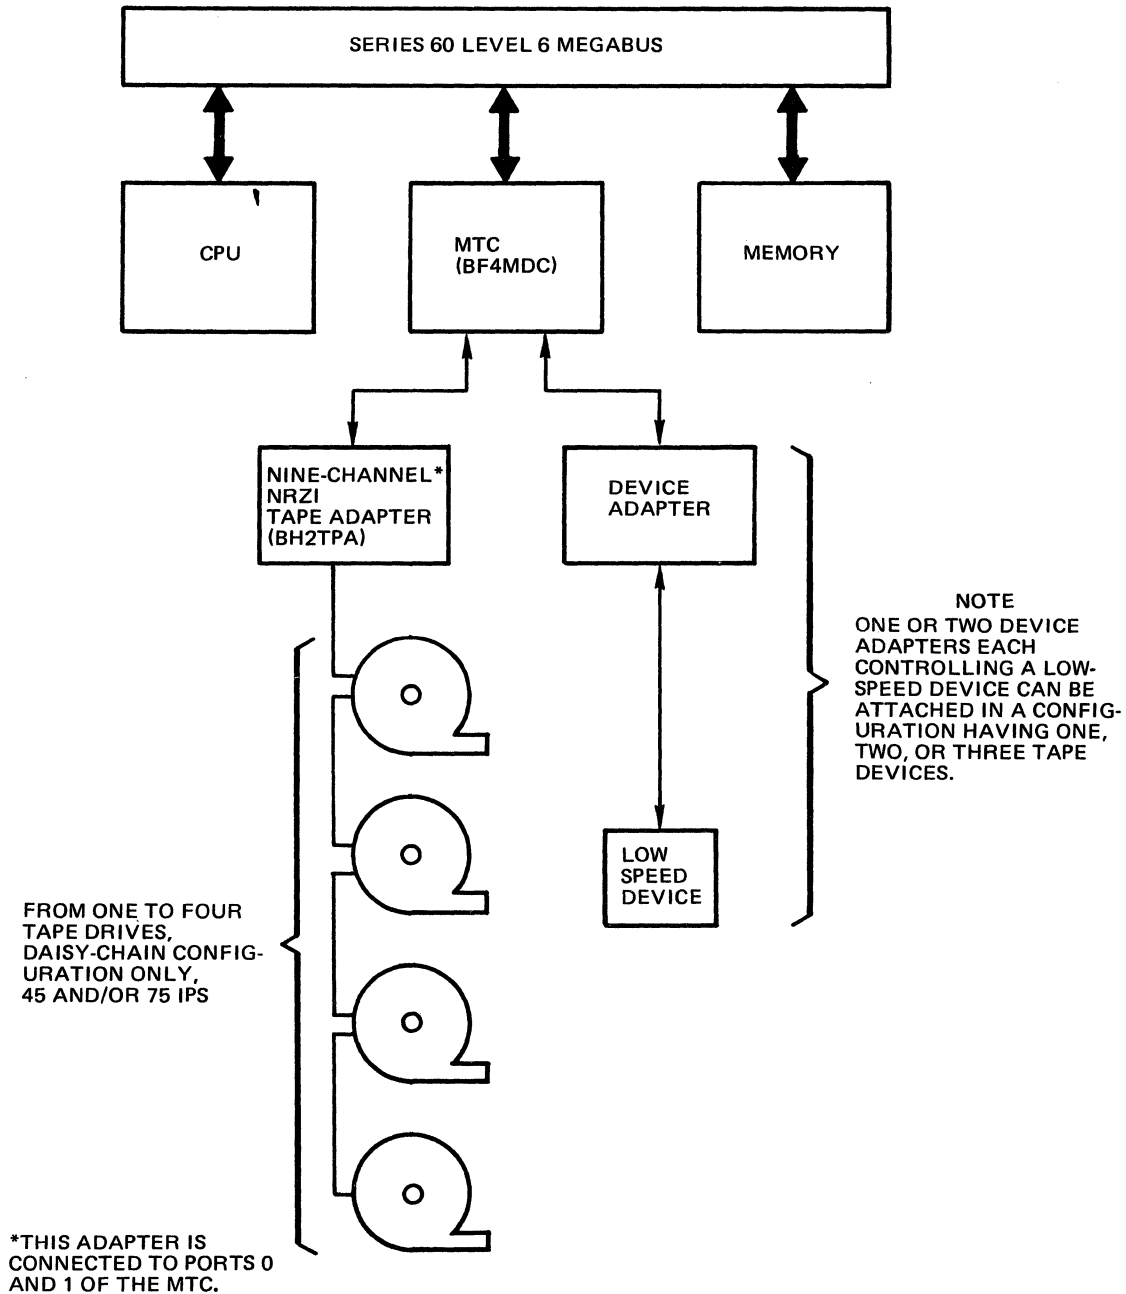 SERIES 60 LEVEL 6 MEGABUS
CPU
MTC
(BF4MDC)
MEMORY
NINE-CHANNEL*
NRZI
TAPE ADAPTER
(BH2TPA)
DEVICE
ADAPTER
NOTE
ONE OR TWO DEVICE
ADAPTERS EACH
CONTROLLING A LOW-
SPEED DEVICE CAN BE
ATTACHED IN A CONFIG-
URATION HAVING ONE,
TWO, OR THREE TAPE
DEVICES.
LOW
SPEED
DEVICE
FROM ONE TO FOUR
TAPE DRIVES,
DAISY-CHAIN CONFIG-
URATION ONLY,
45 AND/OR 75 IPS
*THIS ADAPTER IS
CONNECTED TO PORTS 0
AND 1 OF THE MTC.